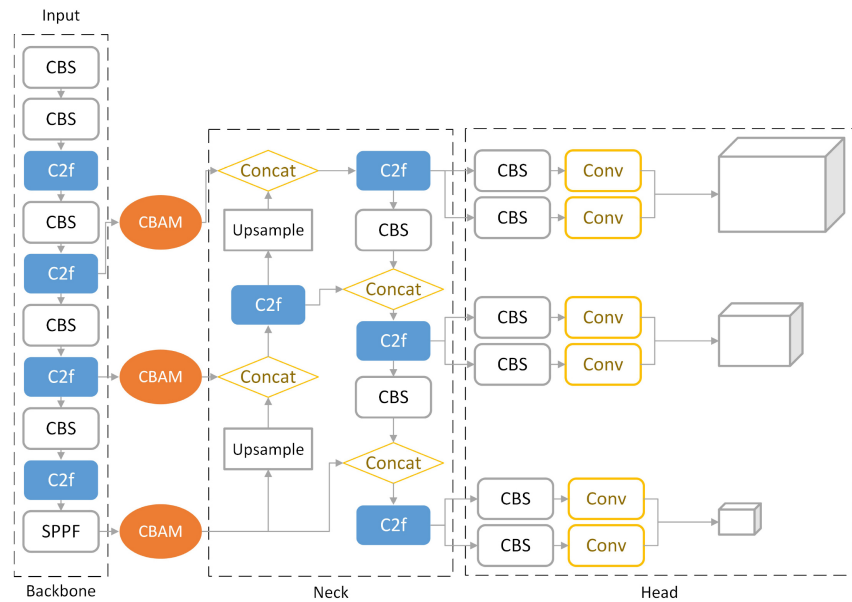 Input
CBS
CBS
C2f
CBS
C2f
CBS
C2f
CBS
C2f
SPPF
Backbone
CBAM
CBAM
CBAM
Concat
Upsample
C2f
Concat
Upsample
C2f
CBS
Concat
C2f
CBS
Concat
C2f
Neck
CBS
Conv
CBS
Conv
CBS
Conv
CBS
Conv
CBS
Conv
CBS
Conv
Head